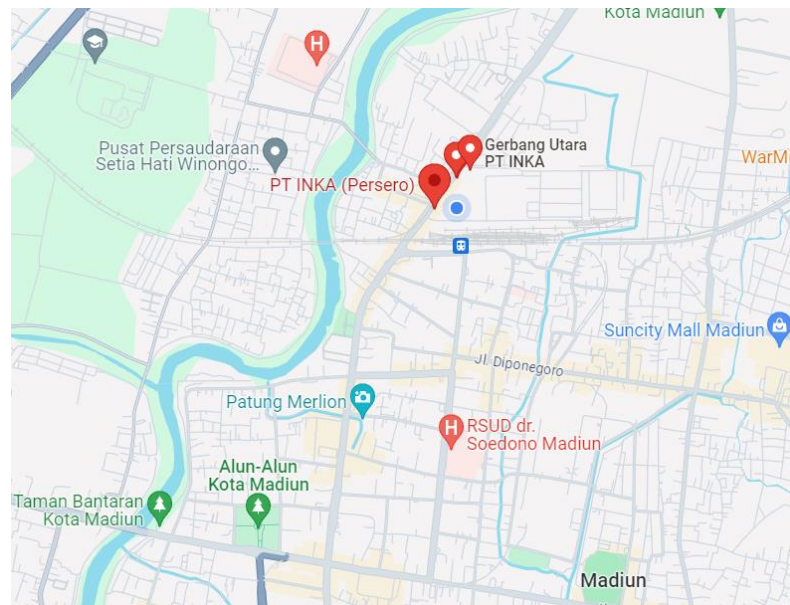 Kota Madiun
Gerbang Utara
PT INKA
WarM
Pusat Persaudaraan
Setia Hati Winongo...
PT INKA (Persero)
Suncity Mall Madiun
Jl. Diponegoro
Patung Merlion
RSUD dr.
Soedono Madiun
Alun-Alun
Kota Madiun
Taman Bantaran
Kota Madiun
Madiun
H
H